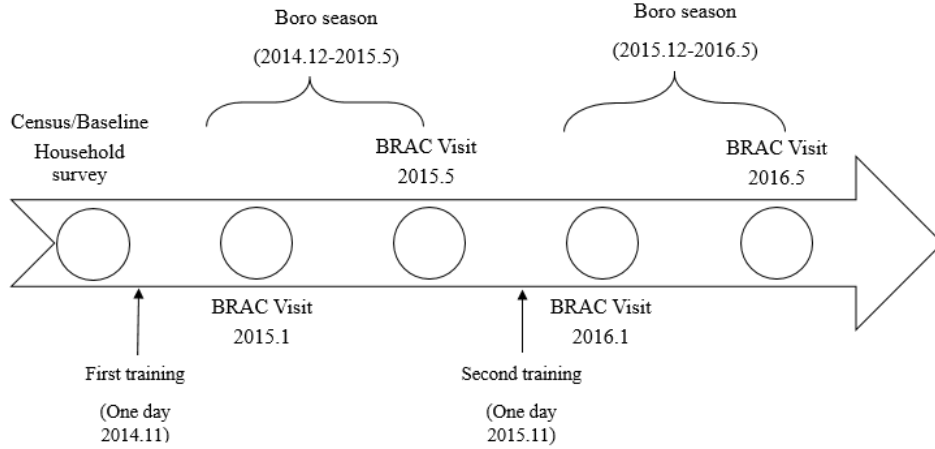 Boro season
(2014.12-2015.5)
Boro season
(2015.12-2016.5)
Census/Baseline
Household
survey
BRAC Visit
2015.5
BRAC Visit
2016.5
BRAC Visit
2015.1
BRAC Visit
2016.1
First training
(One day
2014.11)
Second training
(One day
2015.11)